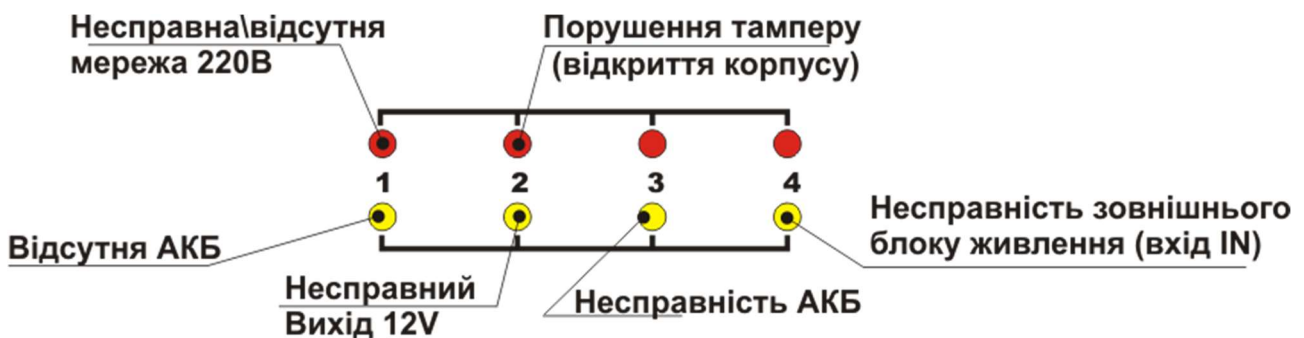 Несправна\відсутня
мережа 220В
Порушення тамперу
(відкриття корпусу)
1 2 3 4
Відсутня АКБ
Несправний
Вихід 12V
Несправність АКБ
Несправність зовнішнього
блоку живлення (вхід IN)